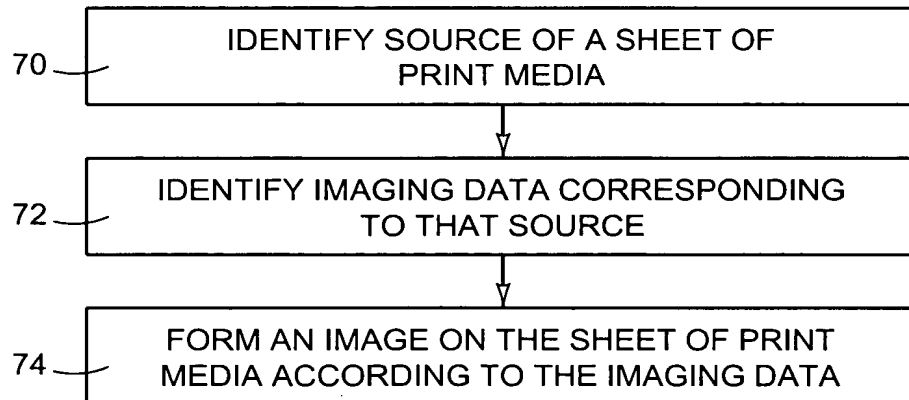 70
IDENTIFY SOURCE OF A SHEET OF
PRINT MEDIA
72
IDENTIFY IMAGING DATA CORRESPONDING
TO THAT SOURCE
74
FORM AN IMAGE ON THE SHEET OF PRINT
MEDIA ACCORDING TO THE IMAGING DATA